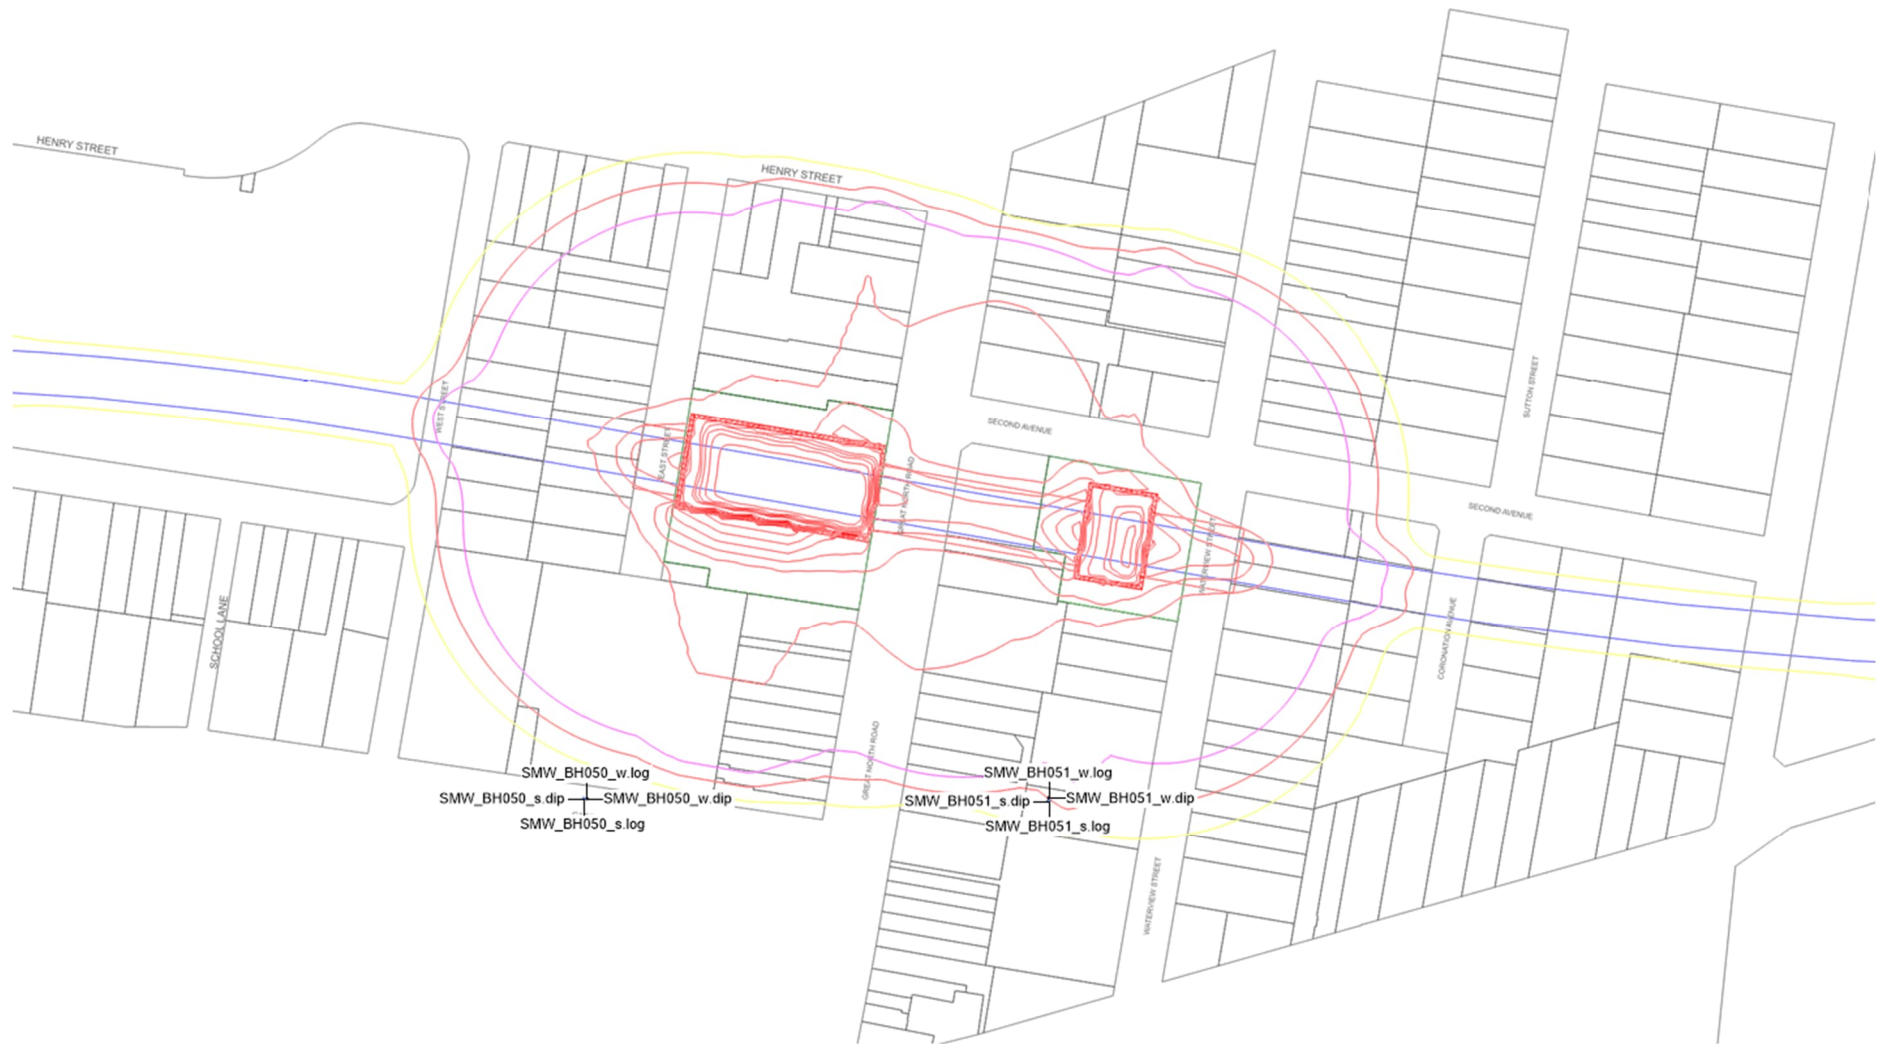 HENRY STREET
HENRY STREET
WEST STREET
EAST STREET
GREAT NORTH ROAD
SECOND AVENUE
SUTTON STREET
SECOND AVENUE
WATERVIEW STREET
CORONATION AVENUE
SCHOOL LANE
GREAT NORTH ROAD
SMW_BH050_w.log
SMW_BH050_s.dip
SMW_BH050_w.dip
SMW_BH050_s.log
SMW_BH051_w.log
SMW_BH051_s.dip
SMW_BH051_w.dip
SMW_BH051_s.log
WATERVIEW STREET